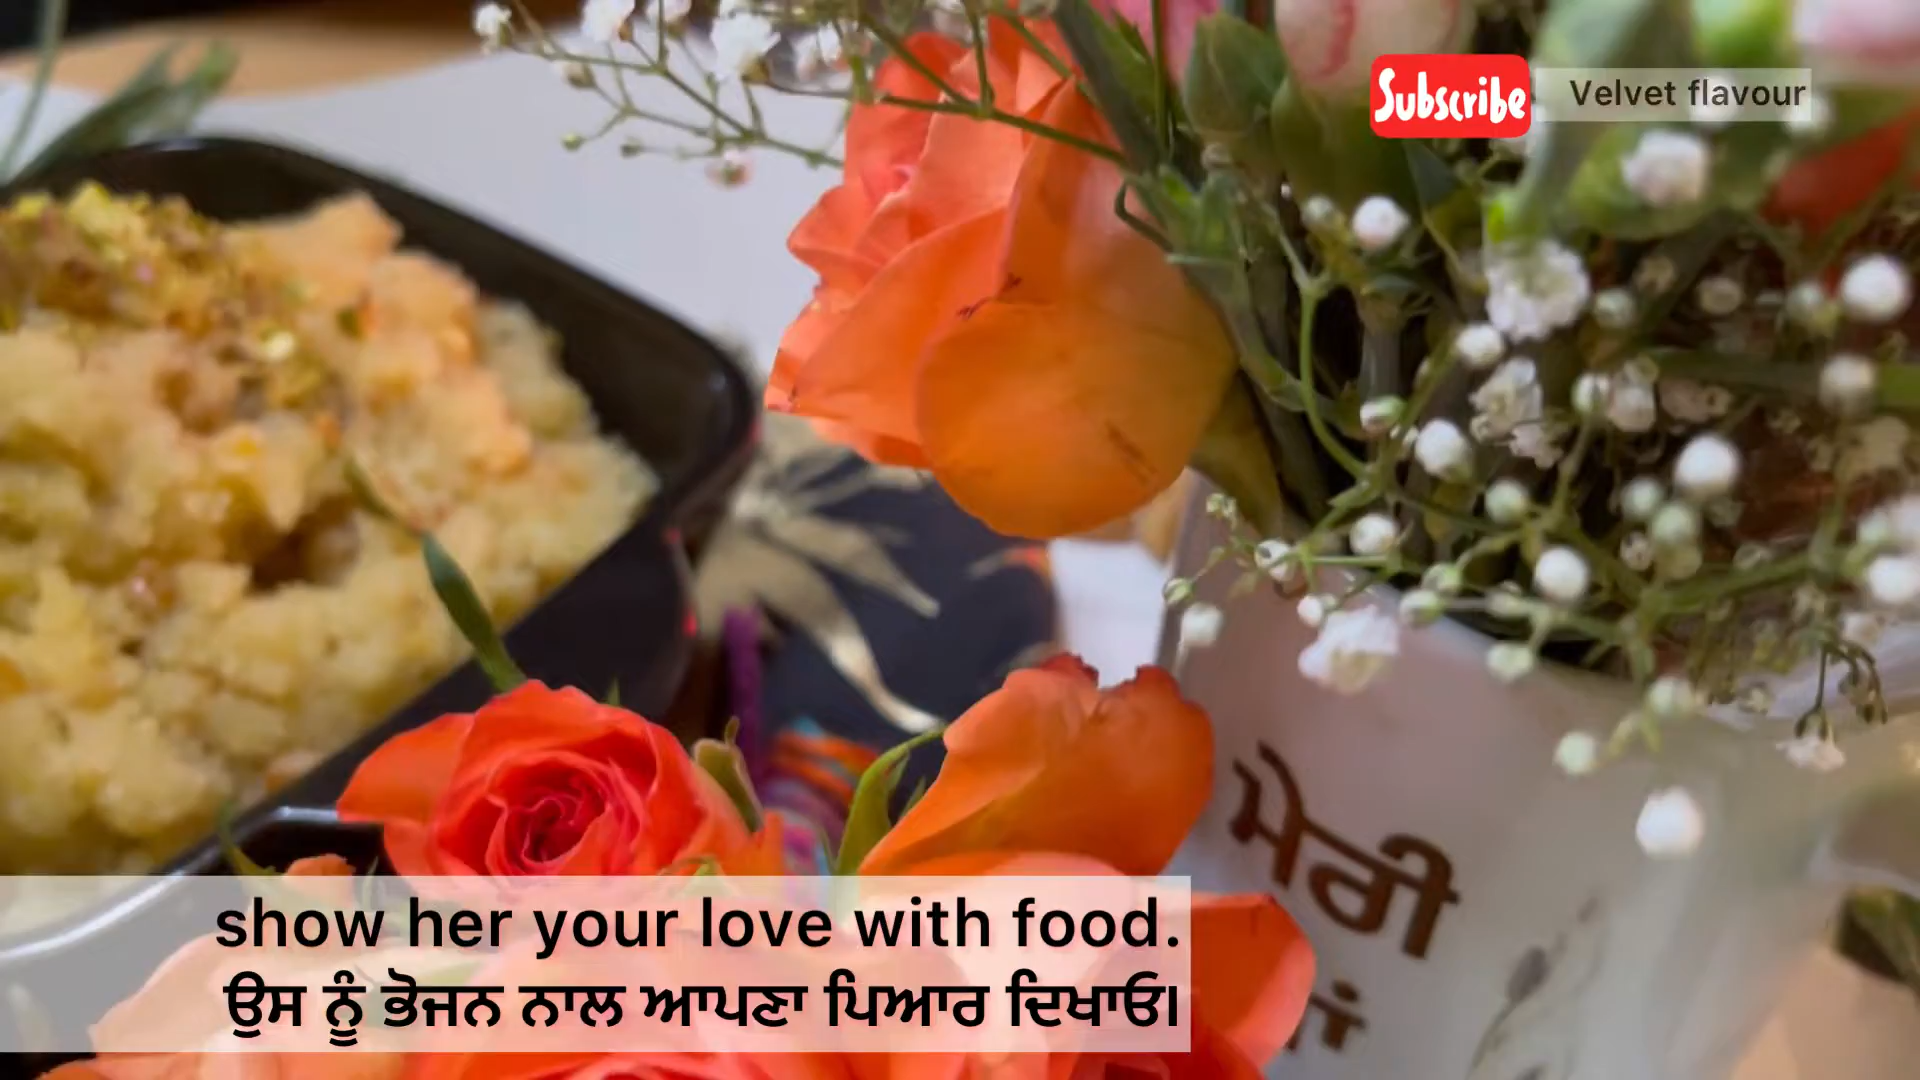 Subscribe
Velvet flavour
ਮੇਰੀ
show her your love with food.
ਉਸ ਨੂੰ ਭੋਜਨ ਨਾਲ ਆਪਣਾ ਪਿਆਰ ਦਿਖਾਓ।